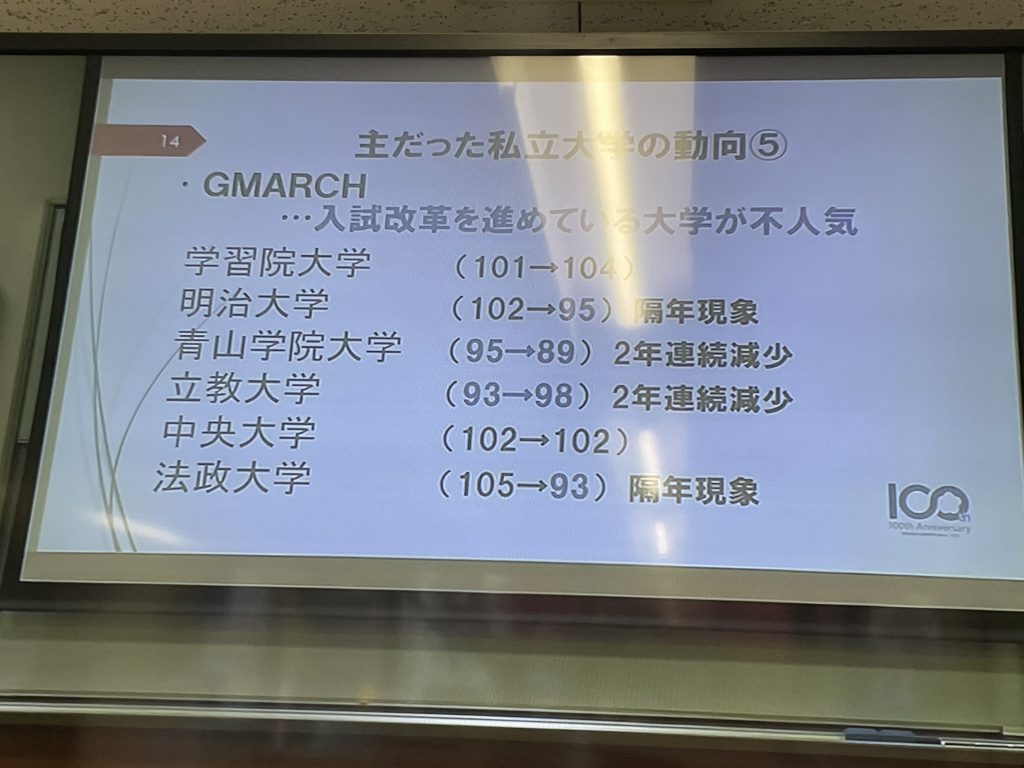 14
主だった私立大学の動向⑤
・GMARCH
…入試改革を進めている大学が不人気
学習院大学 （101→104）
明治大学 （102→95）隔年現象
青山学院大学 （95→89）2年連続減少
立教大学 （93→98）2年連続減少
中央大学 （102→102）
法政大学 （105→93）隔年現象
100
100th Anniversary